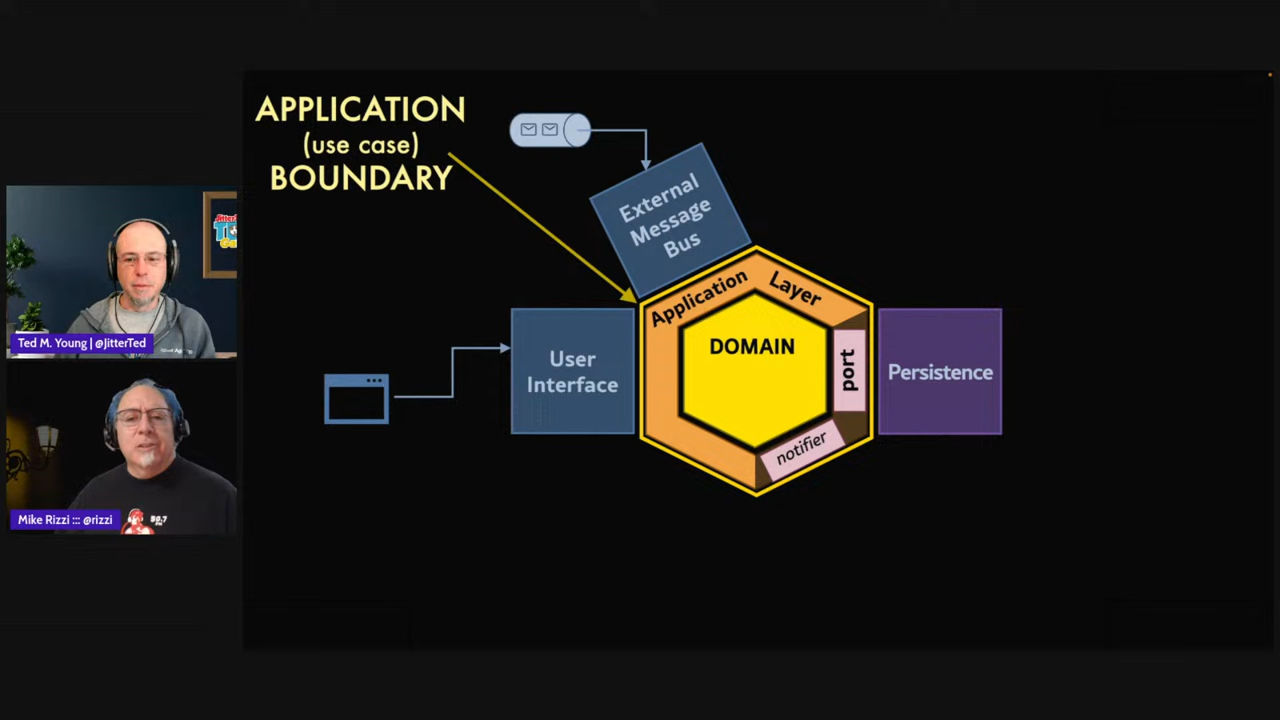 APPLICATION
(use case)
BOUNDARY
External
Message
Bus
Application Layer
DOMAIN
port
notifier
User
Interface
Persistence
Ted M. Young | @JitterTed
Mike Rizzi ::: @rizzi